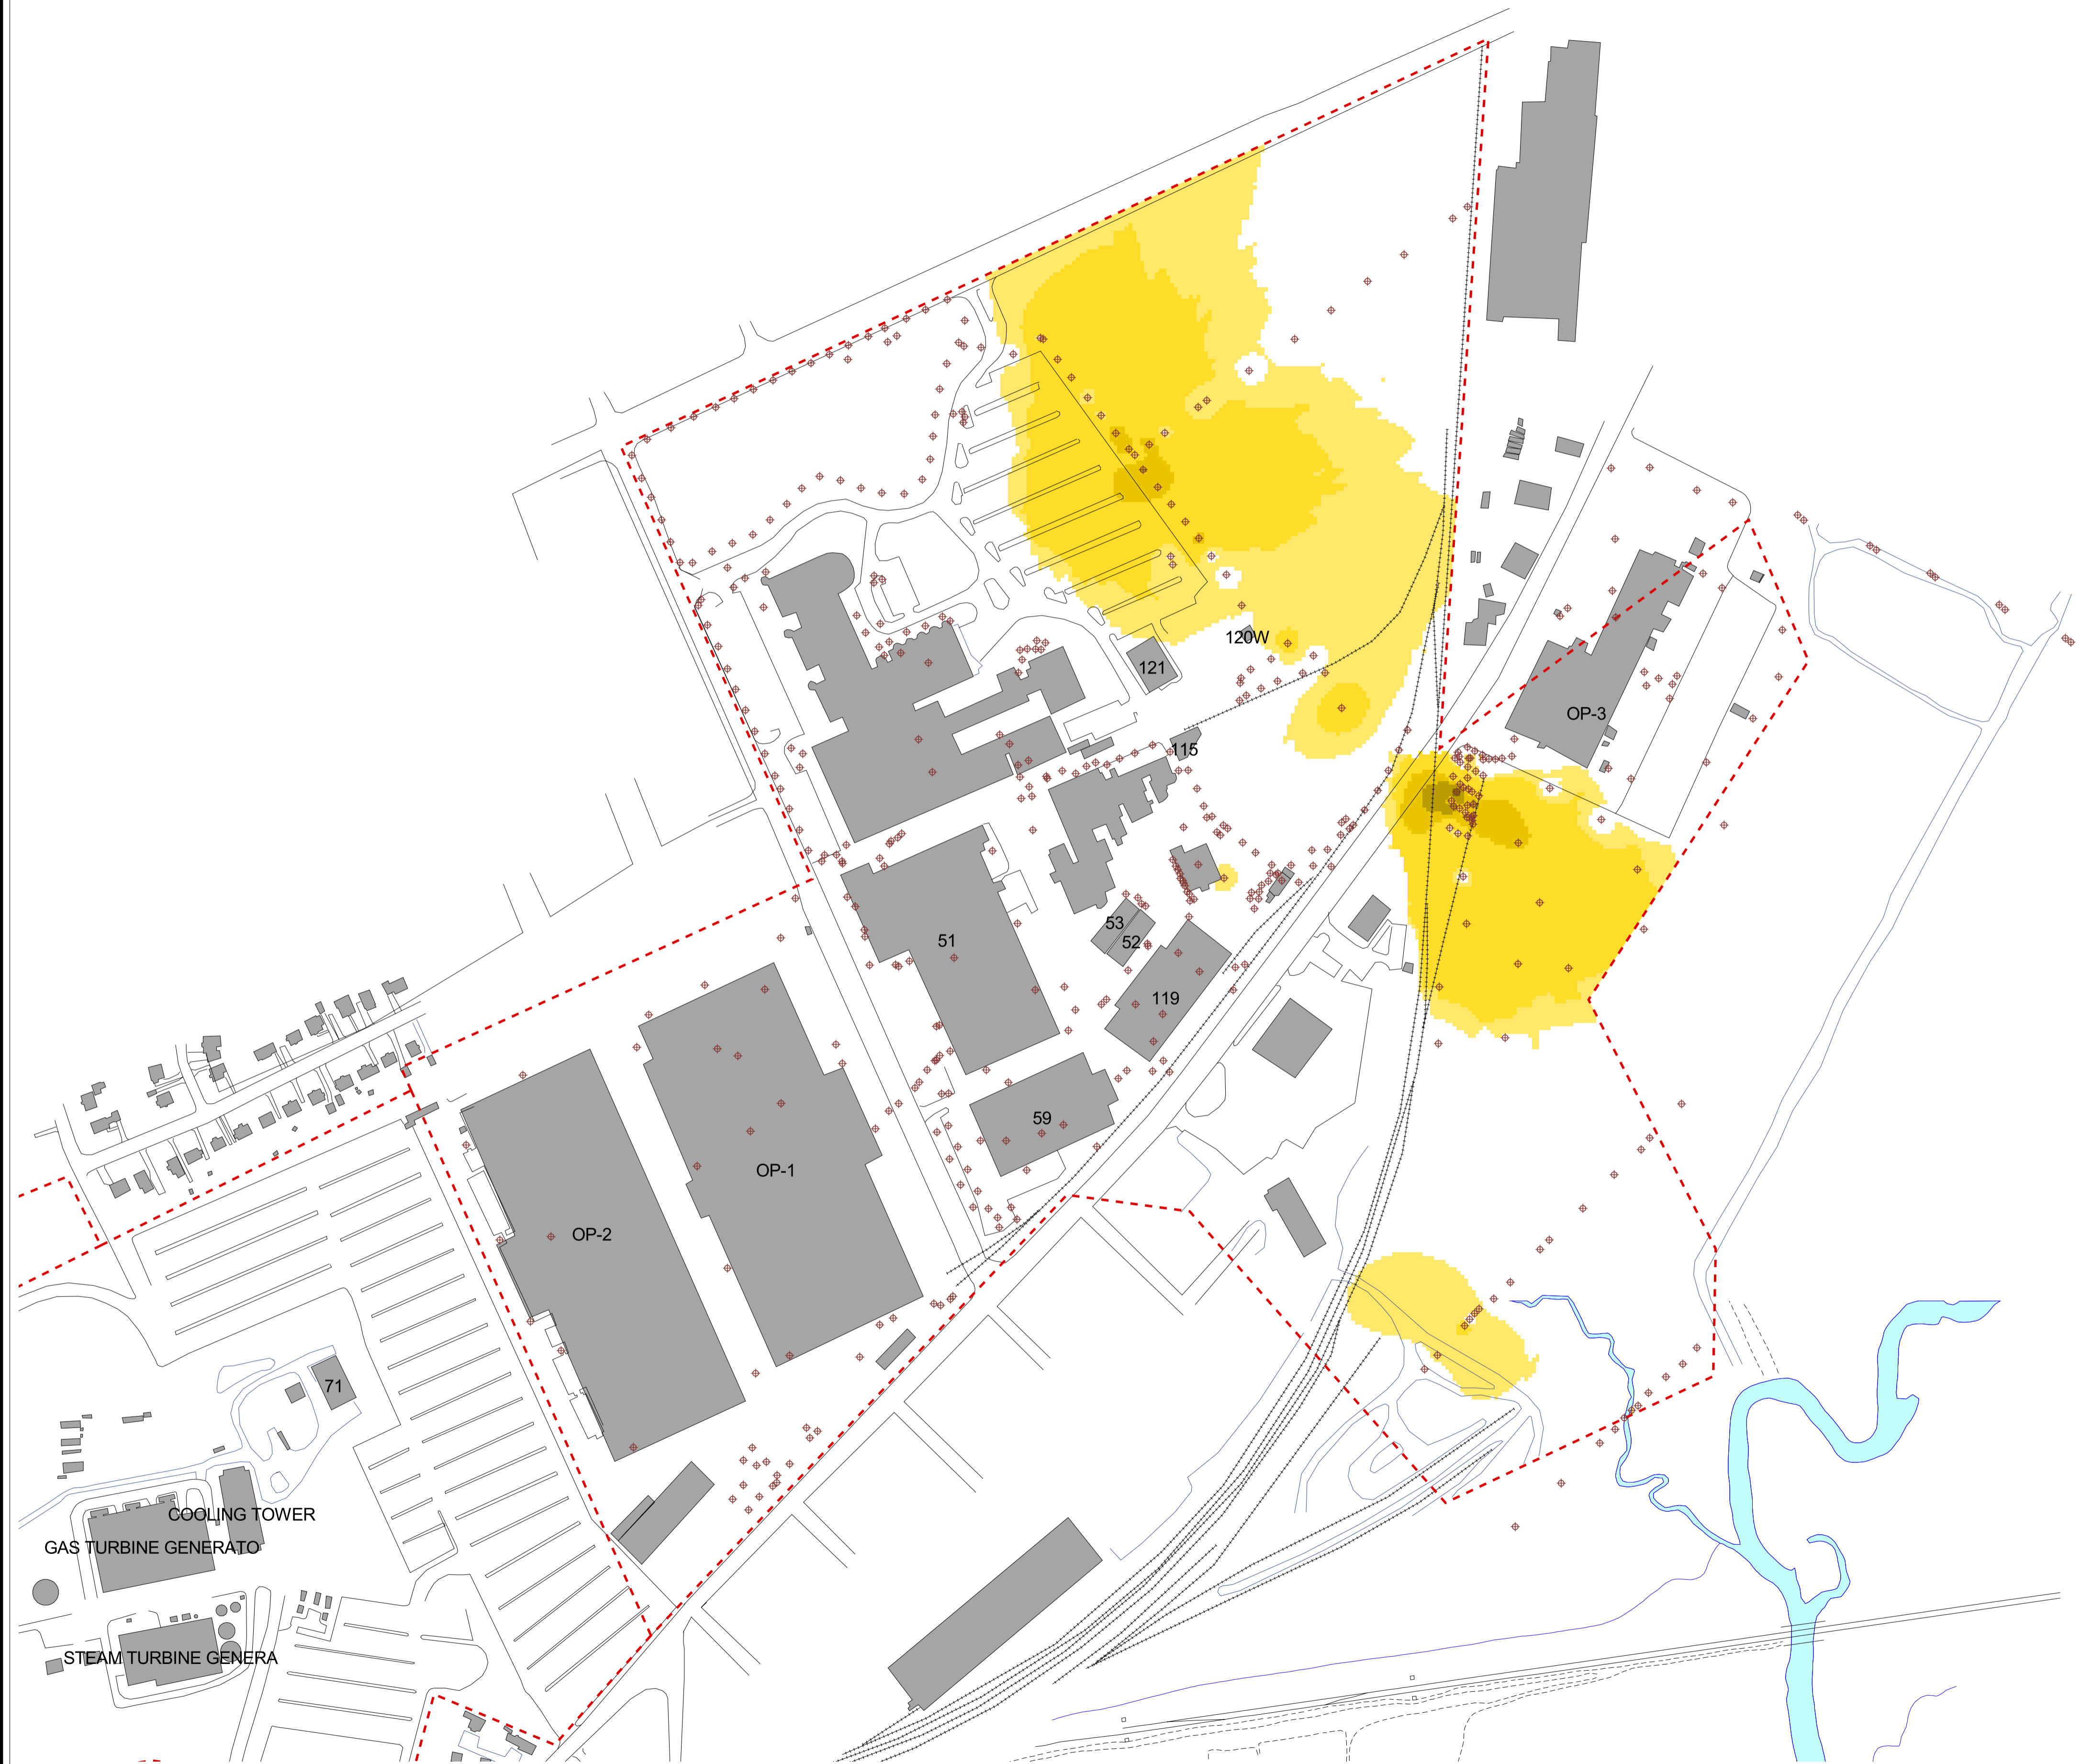 120W
121
OP-3
115
53
52
51
119
59
OP-1
OP-2
71
COOLING TOWER
GAS TURBINE GENERATO
STEAM TURBINE GENERA